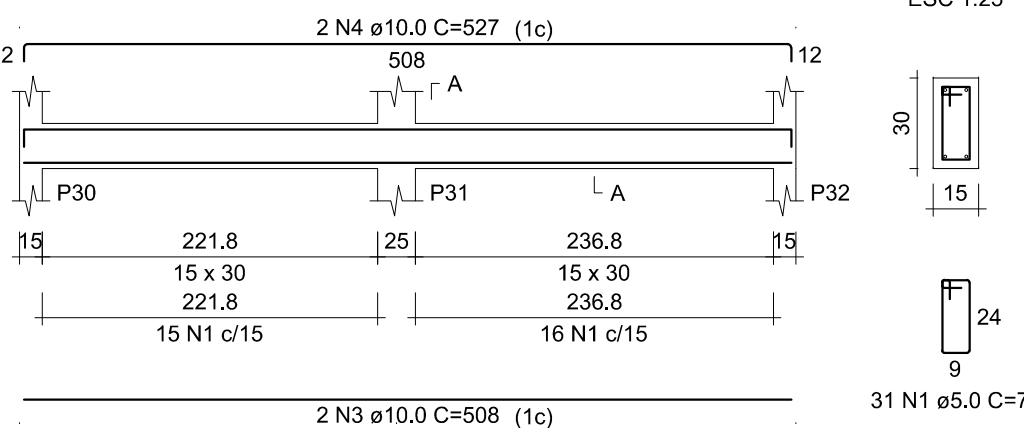 ESC 1:25
2 N4 ø10.0 C=527 (1c)
2
508
12
A
30
P30
P31
A
P32
15
15
221.8
25
236.8
15
15 x 30
15 x 30
221.8
236.8
15 N1 c/15
16 N1 c/15
24
9
31 N1 ø5.0 C=7
2 N3 ø10.0 C=508 (1c)